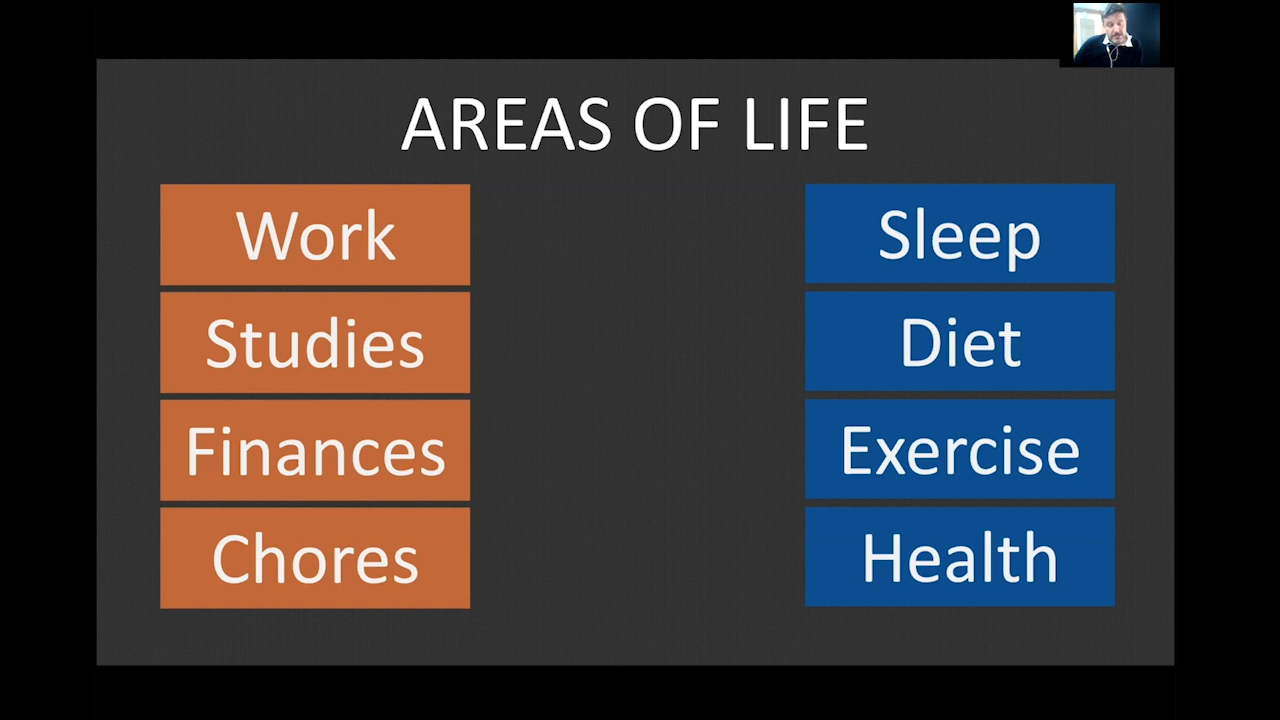 AREAS OF LIFE
Work
Studies
Finances
Chores
Sleep
Diet
Exercise
Health